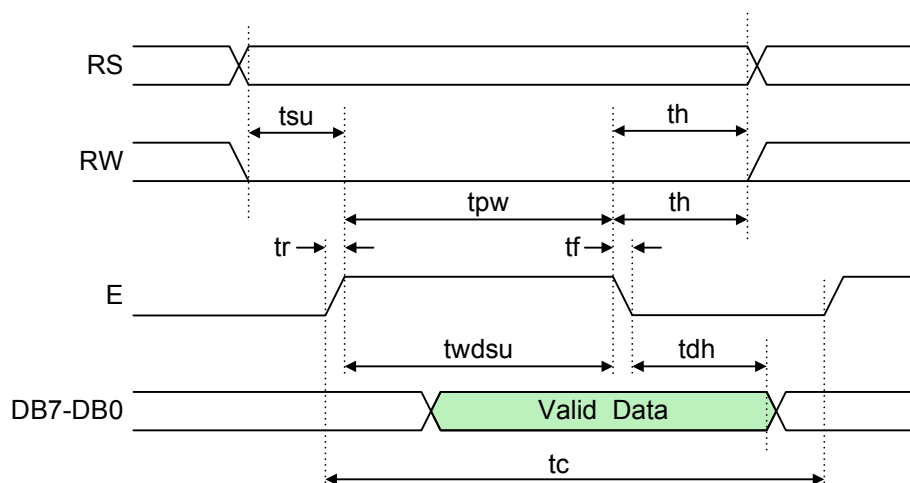 RS
tsu
th
RW
tpw
th
tr
tf
E
twdsu
tdh
DB7-DB0
Valid Data
tc